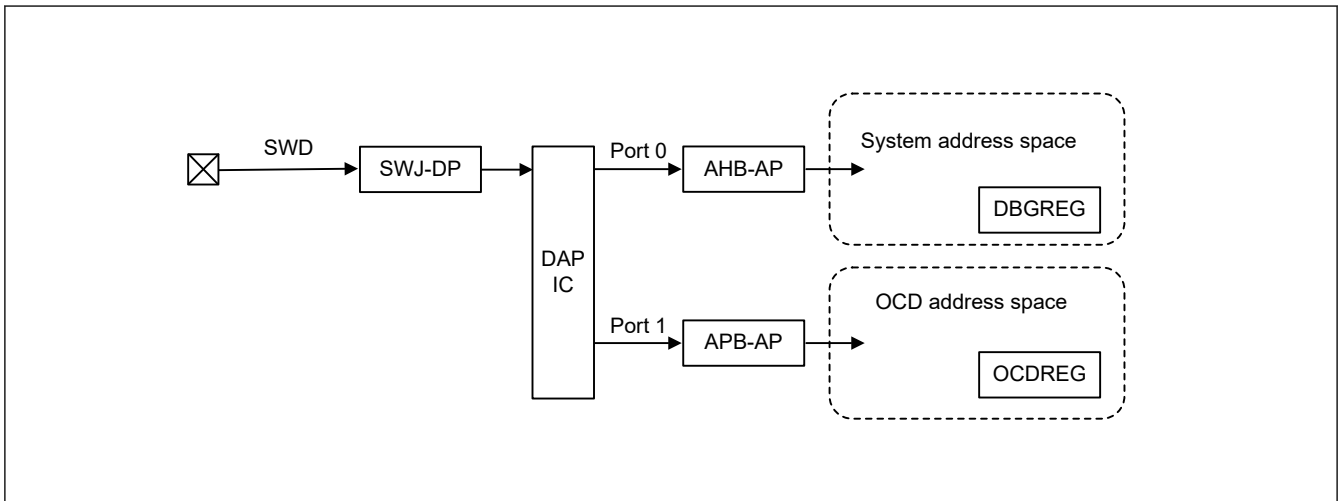 SWD
SWJ-DP
DAP
IC
Port 0
AHB-AP
System address space
DBGREG
Port 1
APB-AP
OCD address space
OCDREG